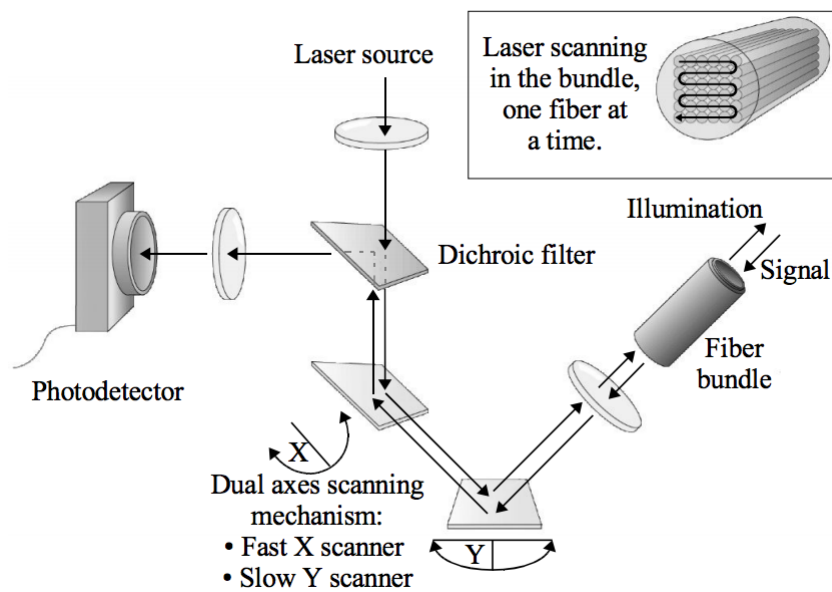 Laser source
Laser scanning
in the bundle,
one fiber at
a time.
Illumination
Dichroic filter
Signal
Fiber
bundle
Photodetector
X
Dual axes scanning
mechanism:
• Fast X scanner
• Slow Y scanner
Y